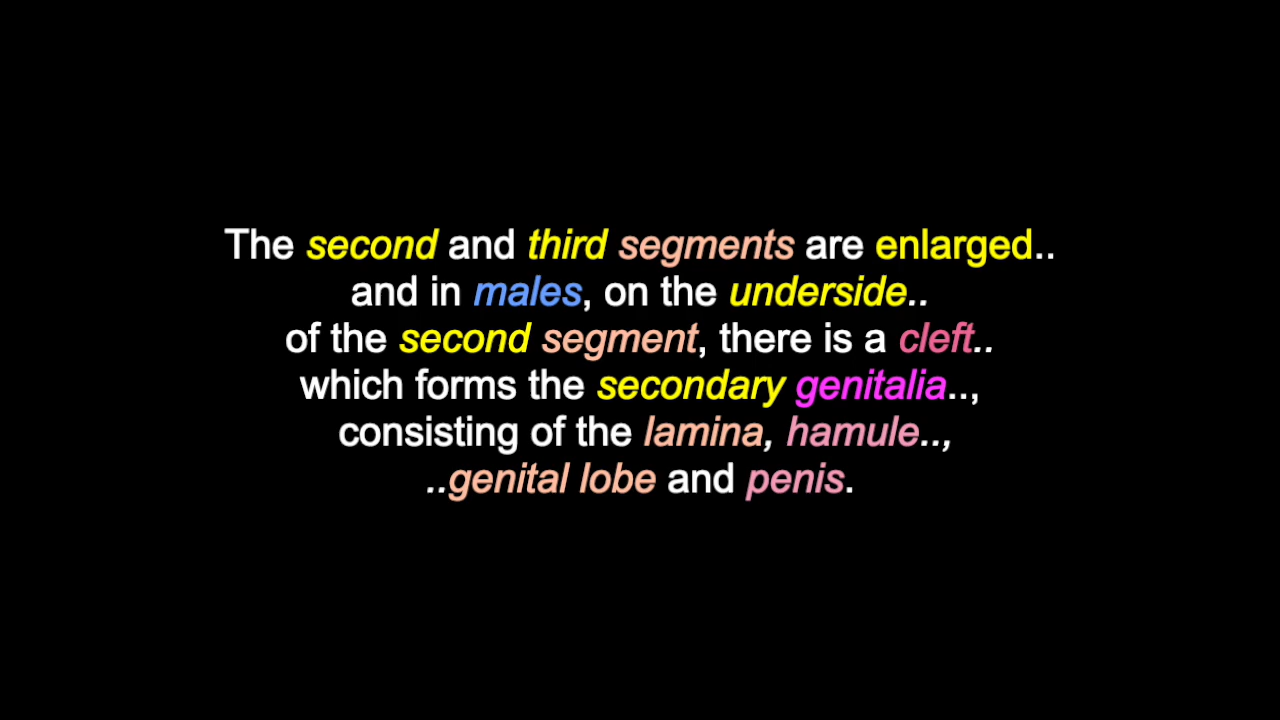 The second and third segments are enlarged..
and in males, on the underside..
of the second segment, there is a cleft..
which forms the secondary genitalia..,
consisting of the lamina, hamule..,
..genital lobe and penis.